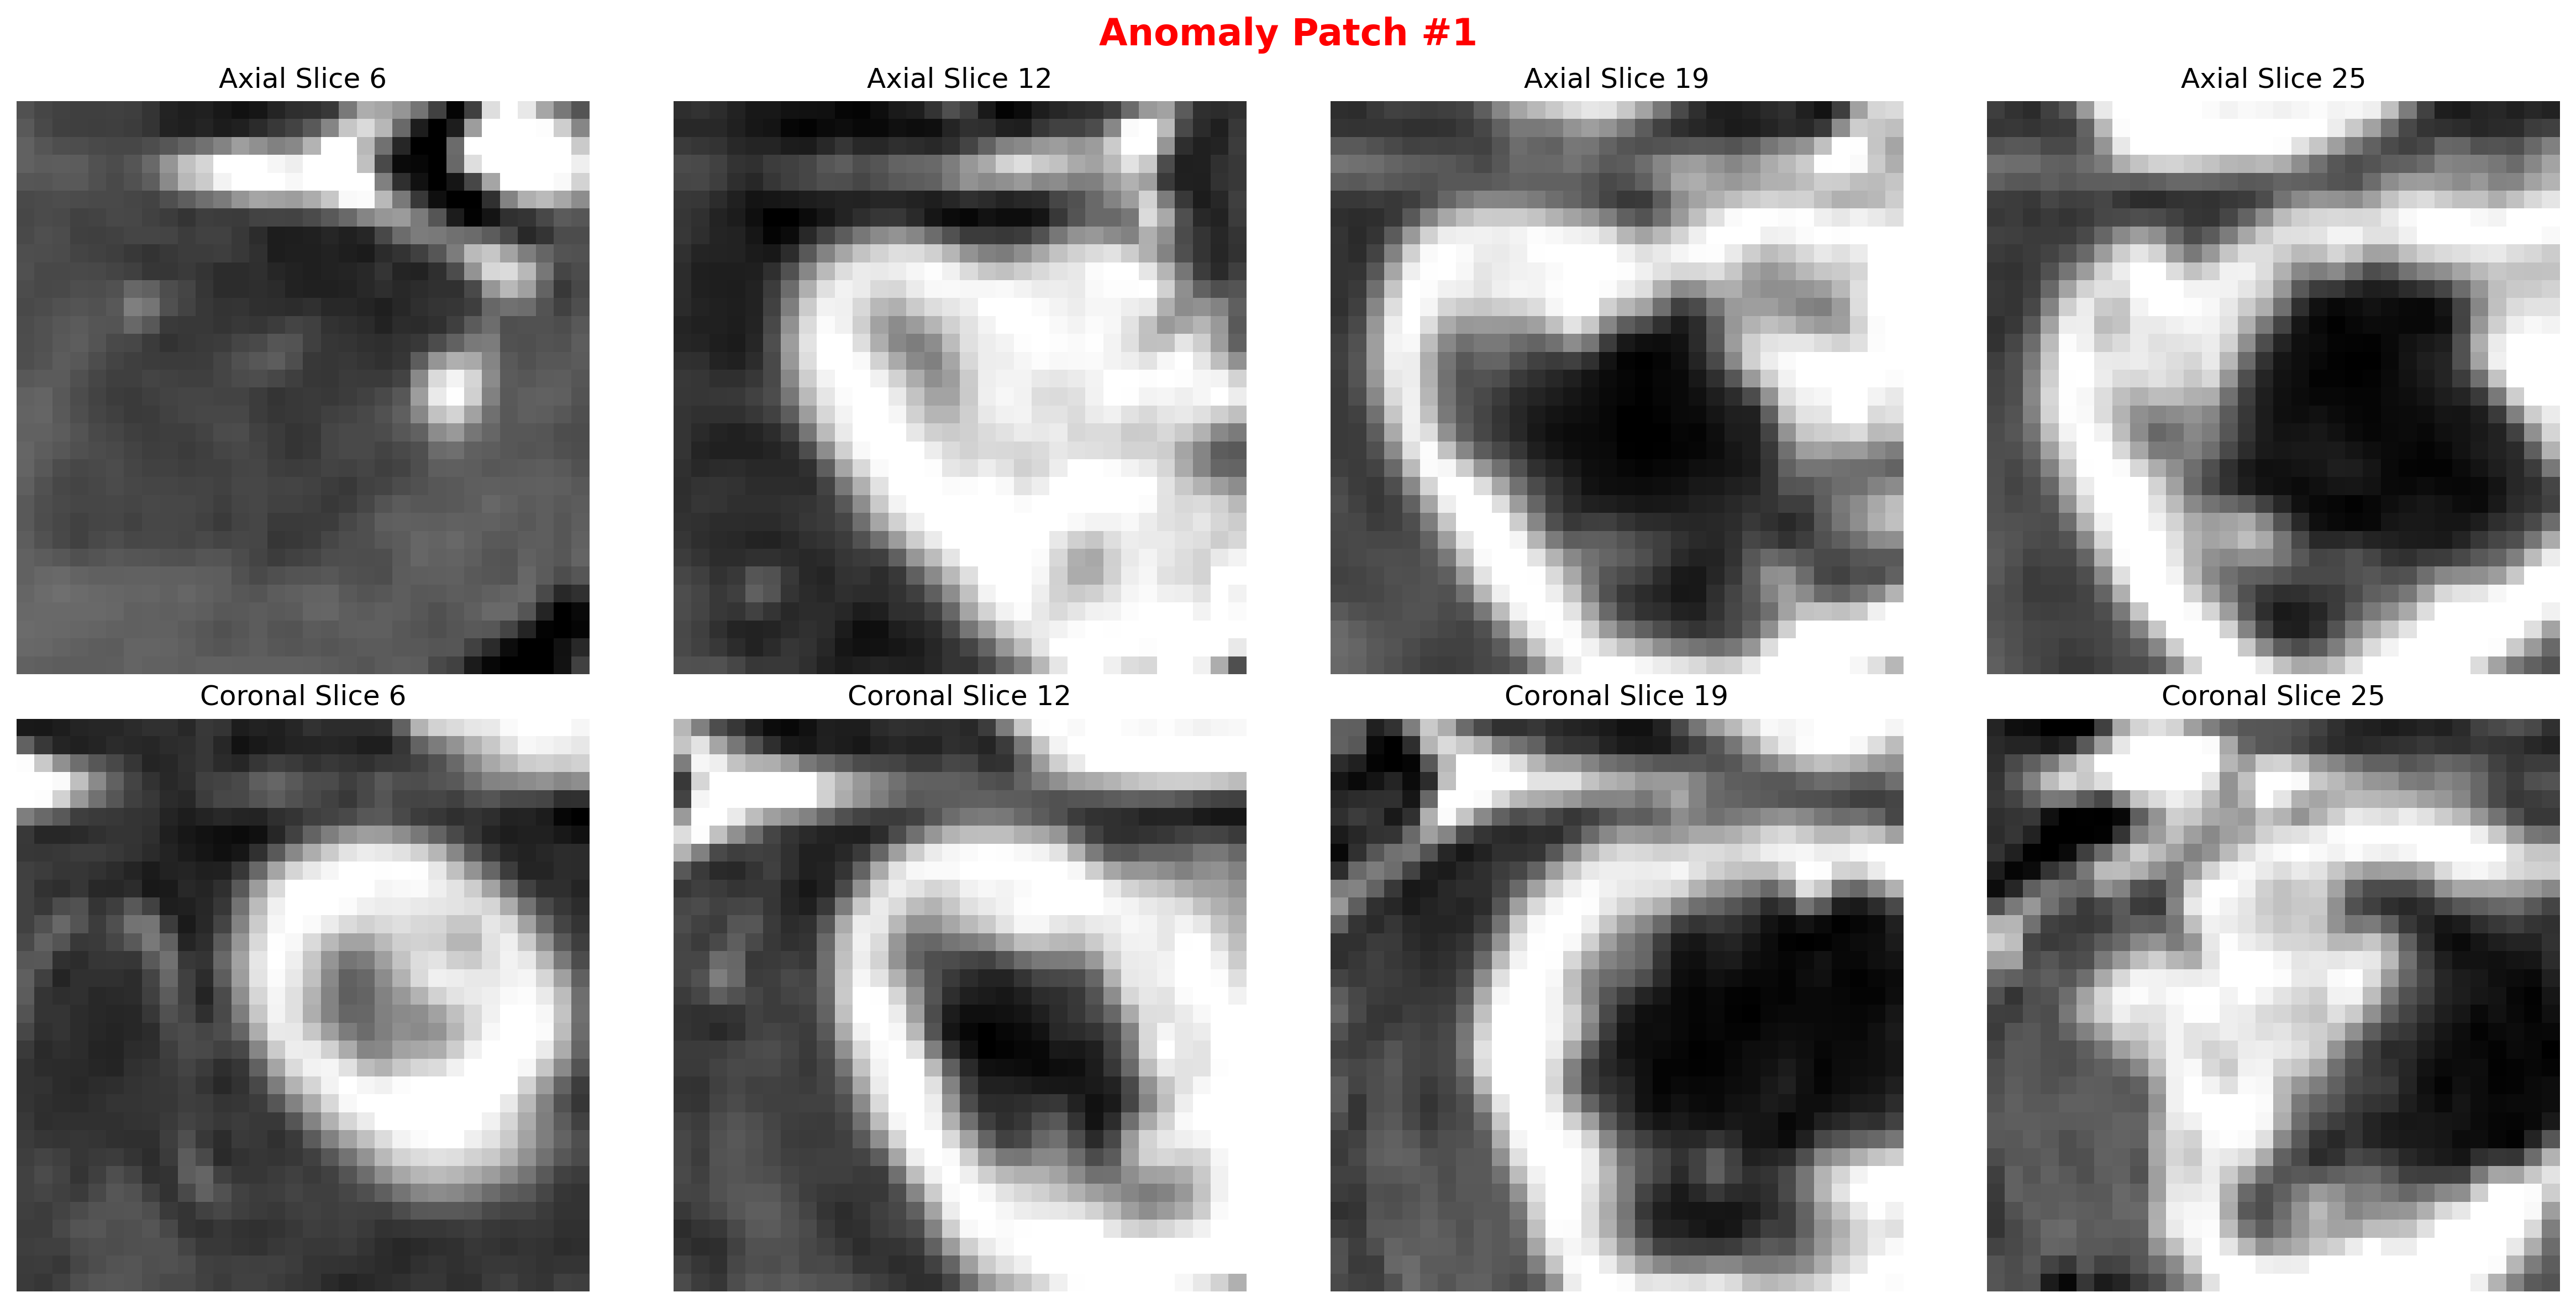 Anomaly Patch #1
Axial Slice 6
Axial Slice 12
Axial Slice 19
Axial Slice 25
Coronal Slice 6
Coronal Slice 12
Coronal Slice 19
Coronal Slice 25